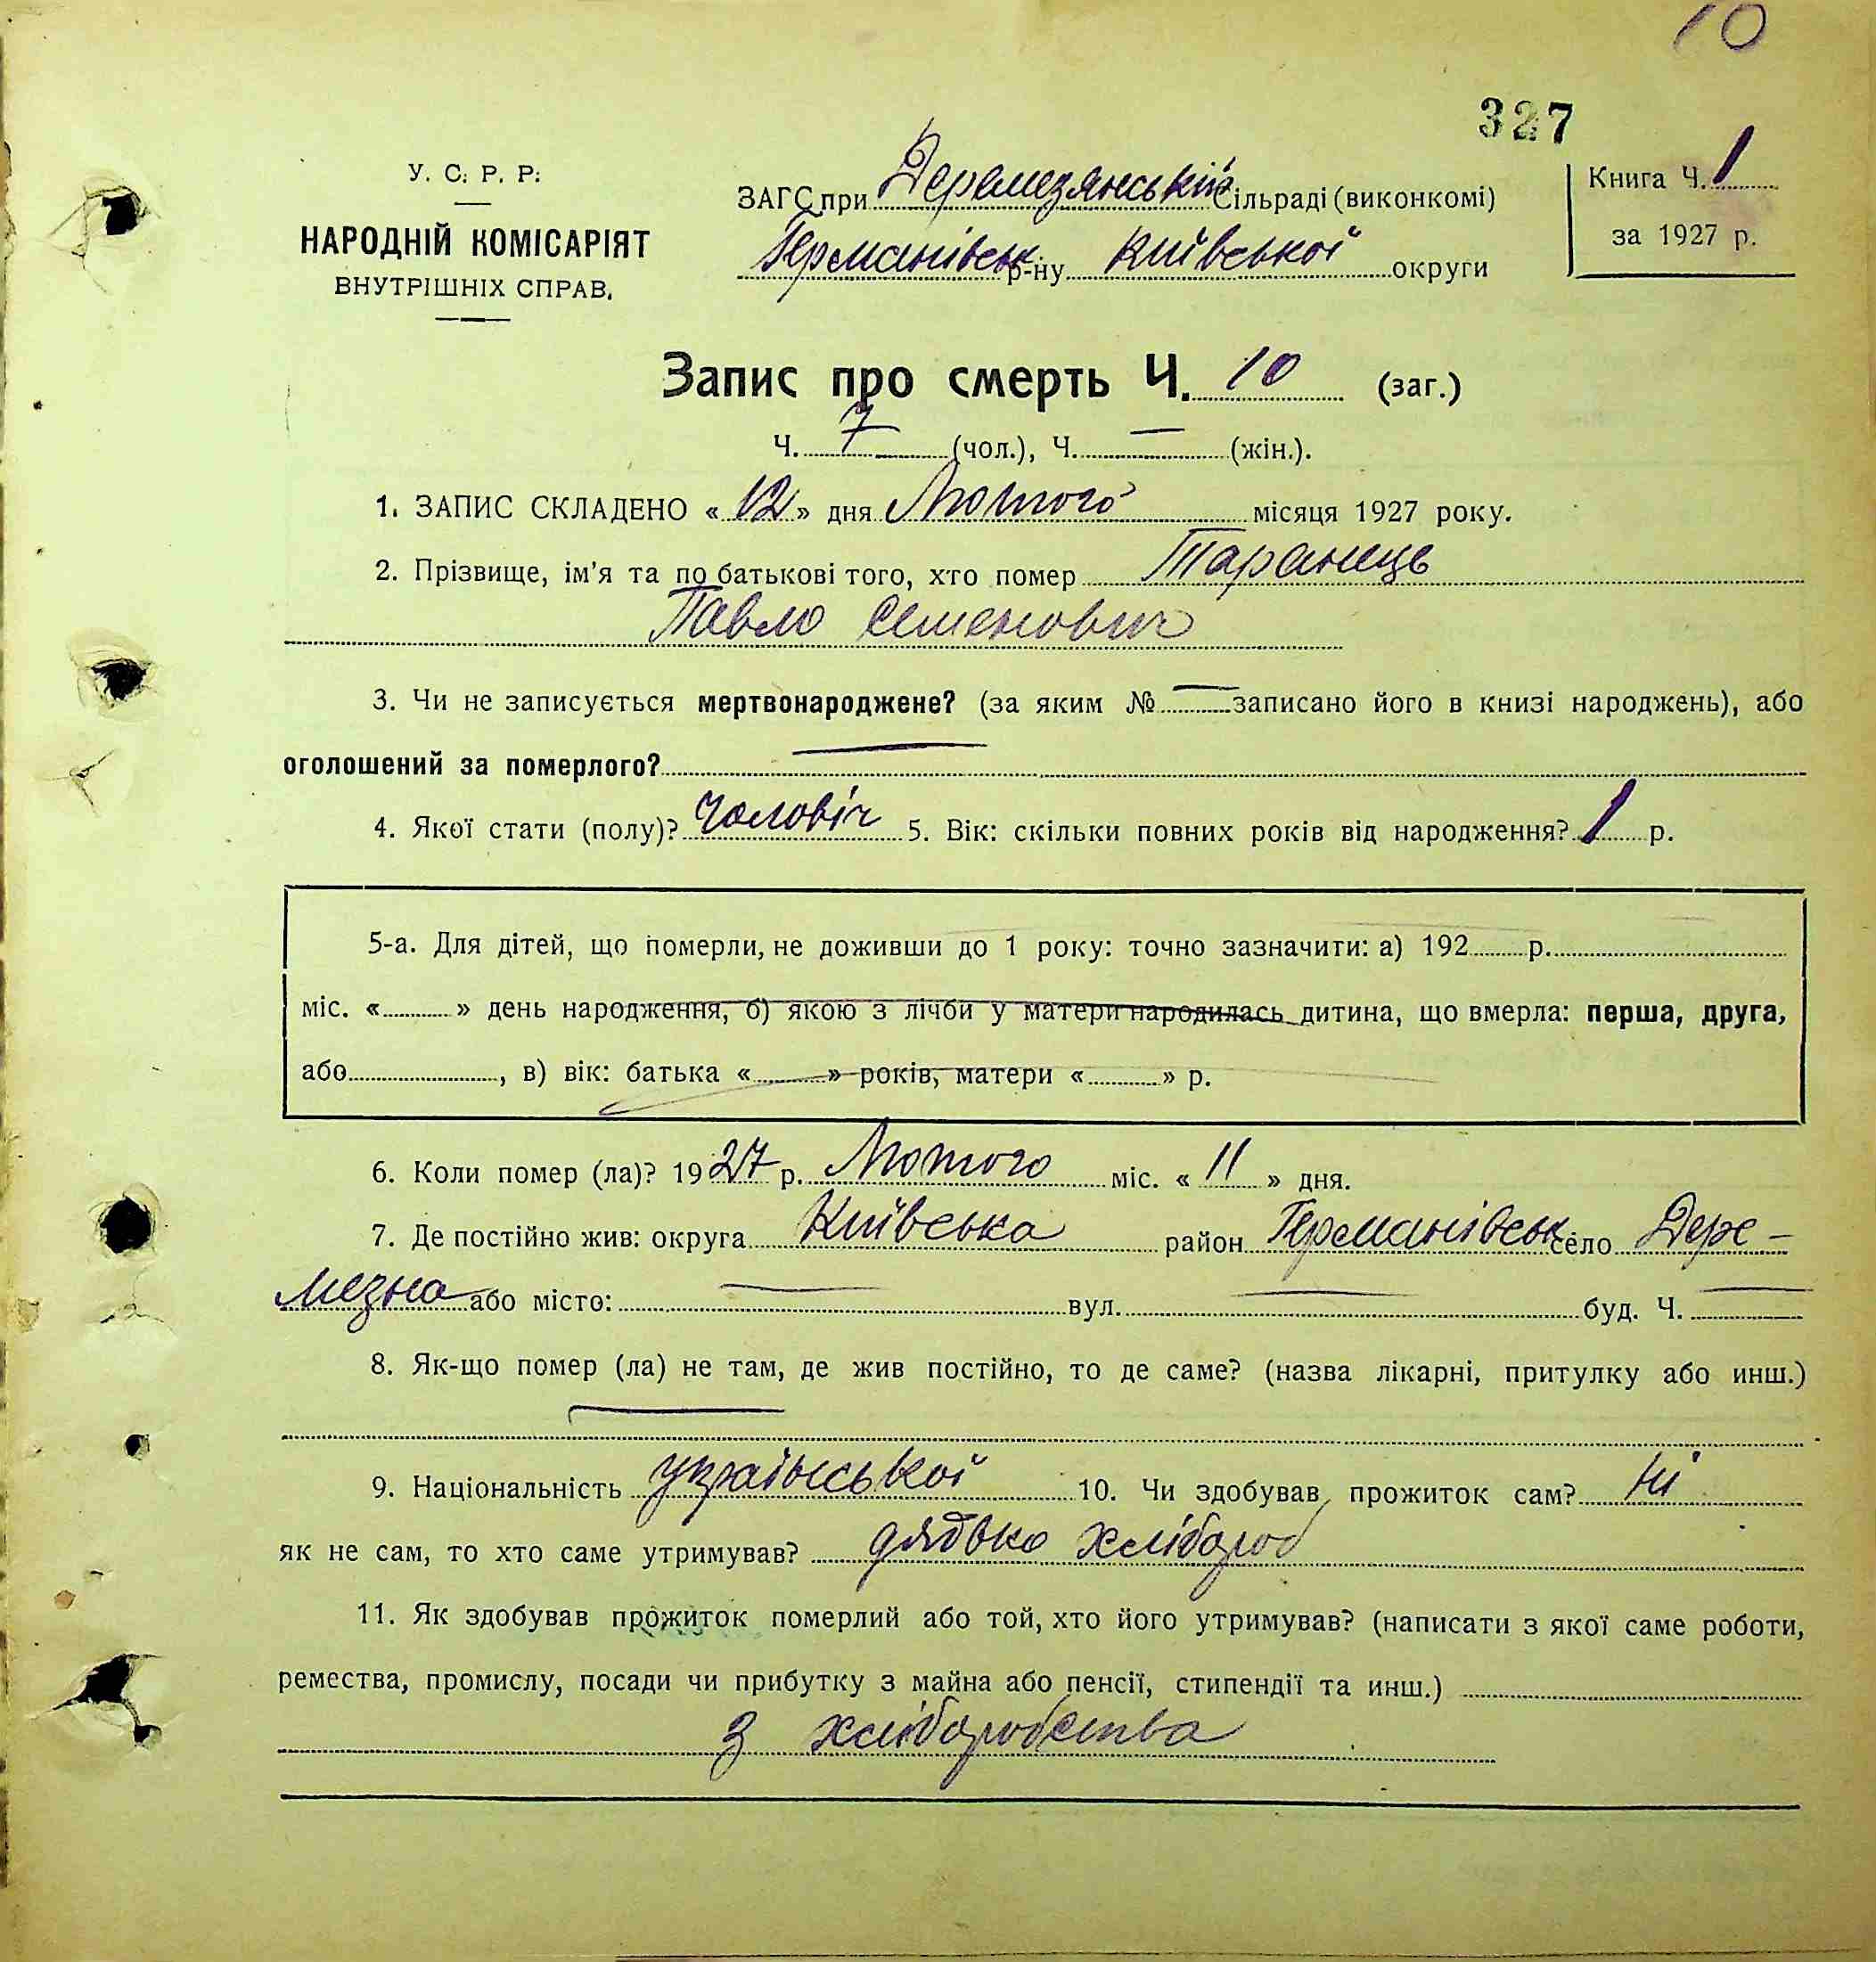 10
327
У. С. Р. Р.
НАРОДНІЙ КОМІСАРІЯТ
ВНУТРІШНІХ СПРАВ.
ЗАГС при Деремезянській Сільраді (виконкомі)
Германівськ р-ну Київської округи
Книга Ч. 1
за 1927 р.
Запис про смерть Ч. 10 (заг.)
Ч. 7 (чол.), Ч. — (жін.).
1. ЗАПИС СКЛАДЕНО «12» дня Лютого місяця 1927 року.
2. Прізвище, ім'я та по батькові того, хто помер Таранець
Павло Семенович
3. Чи не записується мертвонароджене? (за яким № — записано його в книзі народжень), або
оголошений за померлого? —
4. Якої стати (полу)? Чоловіч 5. Вік: скільки повних років від народження? 1 р.
5-а. Для дітей, що померли, не доживши до 1 року: точно зазначити: а) 192 р.
міс. « » день народження, б) якою з лічби у матери народилась дитина, що вмерла: перша, друга,
або , в) вік: батька « » років, матери « » р.
6. Коли помер (ла)? 1927 р. Лютого міс. «11» дня.
7. Де постійно жив: округа Київська район Германівськ село Дере-
мезна або місто: — вул. — буд. Ч. —
8. Як-що помер (ла) не там, де жив постійно, то де саме? (назва лікарні, притулку або инш.)
—
9. Національність української 10. Чи здобував прожиток сам? Ні
як не сам, то хто саме утримував? дядько хлібороб
11. Як здобував прожиток померлий або той, хто його утримував? (написати з якої саме роботи,
ремества, промислу, посади чи прибутку з майна або пенсії, стипендії та инш.)
З хліборобства